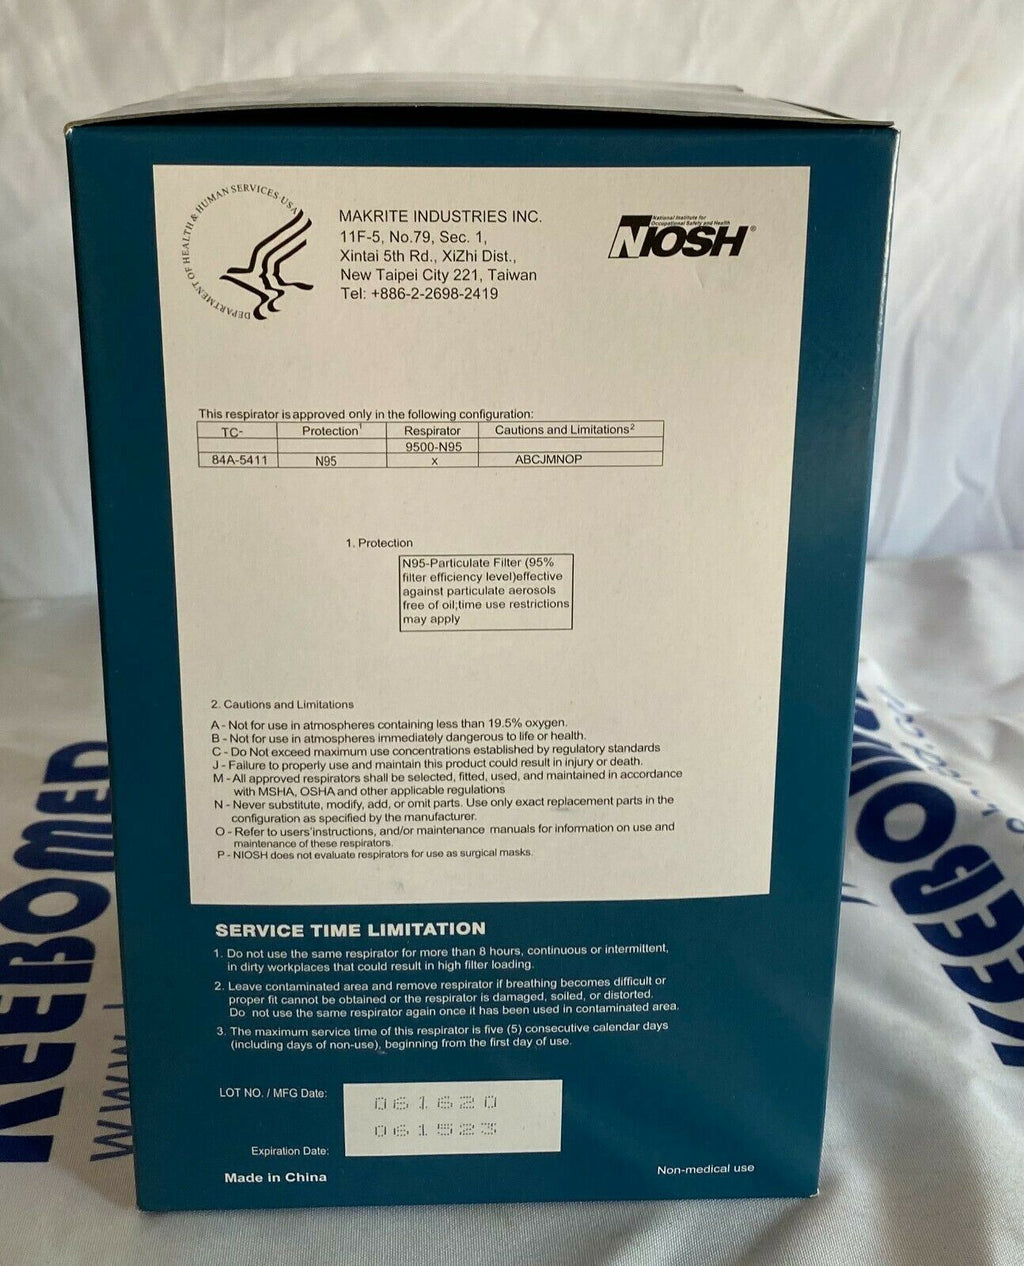 DEPARTMENT OF HEALTH & HUMAN SERVICES USA
MAKRITE INDUSTRIES INC.
11F-5, No.79, Sec. 1,
Xintai 5th Rd., XiZhi Dist.,
New Taipei City 221, Taiwan
Tel: +886-2-2698-2419
National Institute for
Occupational Safety and Health
NIOSH®
This respirator is approved only in the following configuration:
TC- Protection1 Respirator Cautions and Limitations2
9500-N95
84A-5411 N95 x ABCJMNOP
1. Protection
N95-Particulate Filter (95%
filter efficiency level)effective
against particulate aerosols
free of oil;time use restrictions
may apply
2. Cautions and Limitations
A - Not for use in atmospheres containing less than 19.5% oxygen.
B - Not for use in atmospheres immediately dangerous to life or health.
C - Do Not exceed maximum use concentrations established by regulatory standards
J - Failure to properly use and maintain this product could result in injury or death.
M - All approved respirators shall be selected, fitted, used, and maintained in accordance
with MSHA, OSHA and other applicable regulations
N - Never substitute, modify, add, or omit parts. Use only exact replacement parts in the
configuration as specified by the manufacturer.
O - Refer to users'instructions, and/or maintenance manuals for information on use and
maintenance of these respirators.
P - NIOSH does not evaluate respirators for use as surgical masks.
SERVICE TIME LIMITATION
1. Do not use the same respirator for more than 8 hours, continuous or intermittent,
in dirty workplaces that could result in high filter loading.
2. Leave contaminated area and remove respirator if breathing becomes difficult or
proper fit cannot be obtained or the respirator is damaged, soiled, or distorted.
Do not use the same respirator again once it has been used in contaminated area.
3. The maximum service time of this respirator is five (5) consecutive calendar days
(including days of non-use), beginning from the first day of use.
LOT NO. / MFG Date: 061620
061523
Expiration Date:
Made in China
Non-medical use
KEEBOMED
www.
KEEBO